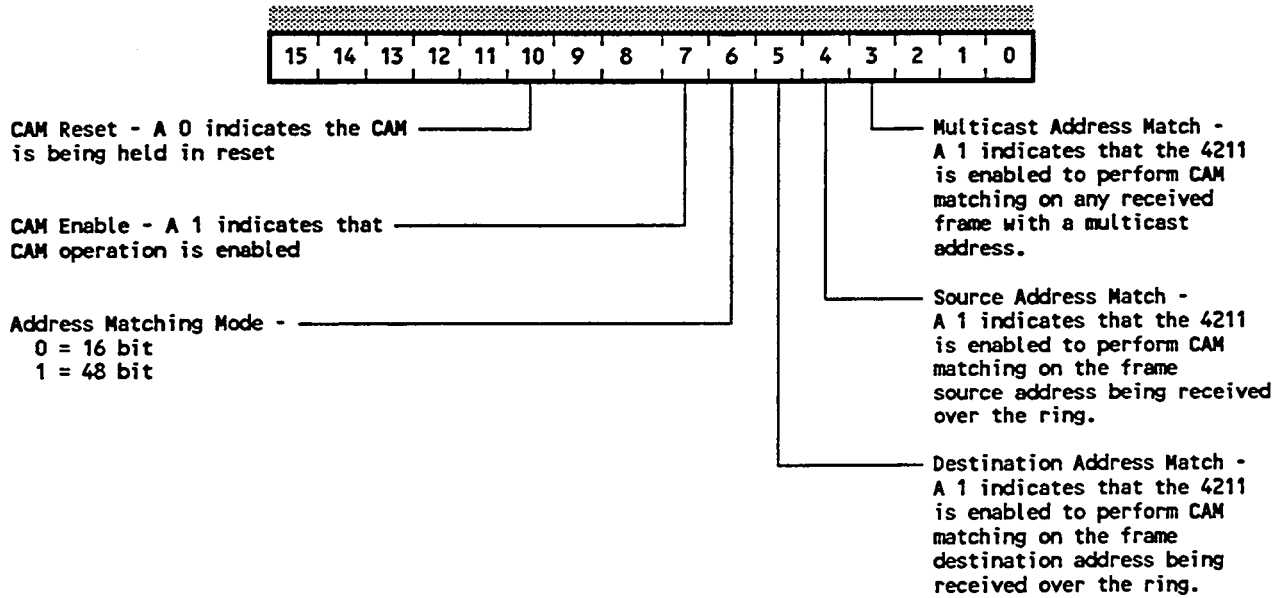 15 14 13 12 11 10 9 8 7 6 5 4 3 2 1 0
CAM Reset - A 0 indicates the CAM
is being held in reset
CAM Enable - A 1 indicates that
CAM operation is enabled
Address Matching Mode -
0 = 16 bit
1 = 48 bit
Multicast Address Match -
A 1 indicates that the 4211
is enabled to perform CAM
matching on any received
frame with a multicast
address.
Source Address Match -
A 1 indicates that the 4211
is enabled to perform CAM
matching on the frame
source address being received
over the ring.
Destination Address Match -
A 1 indicates that the 4211
is enabled to perform CAM
matching on the frame
destination address being
received over the ring.